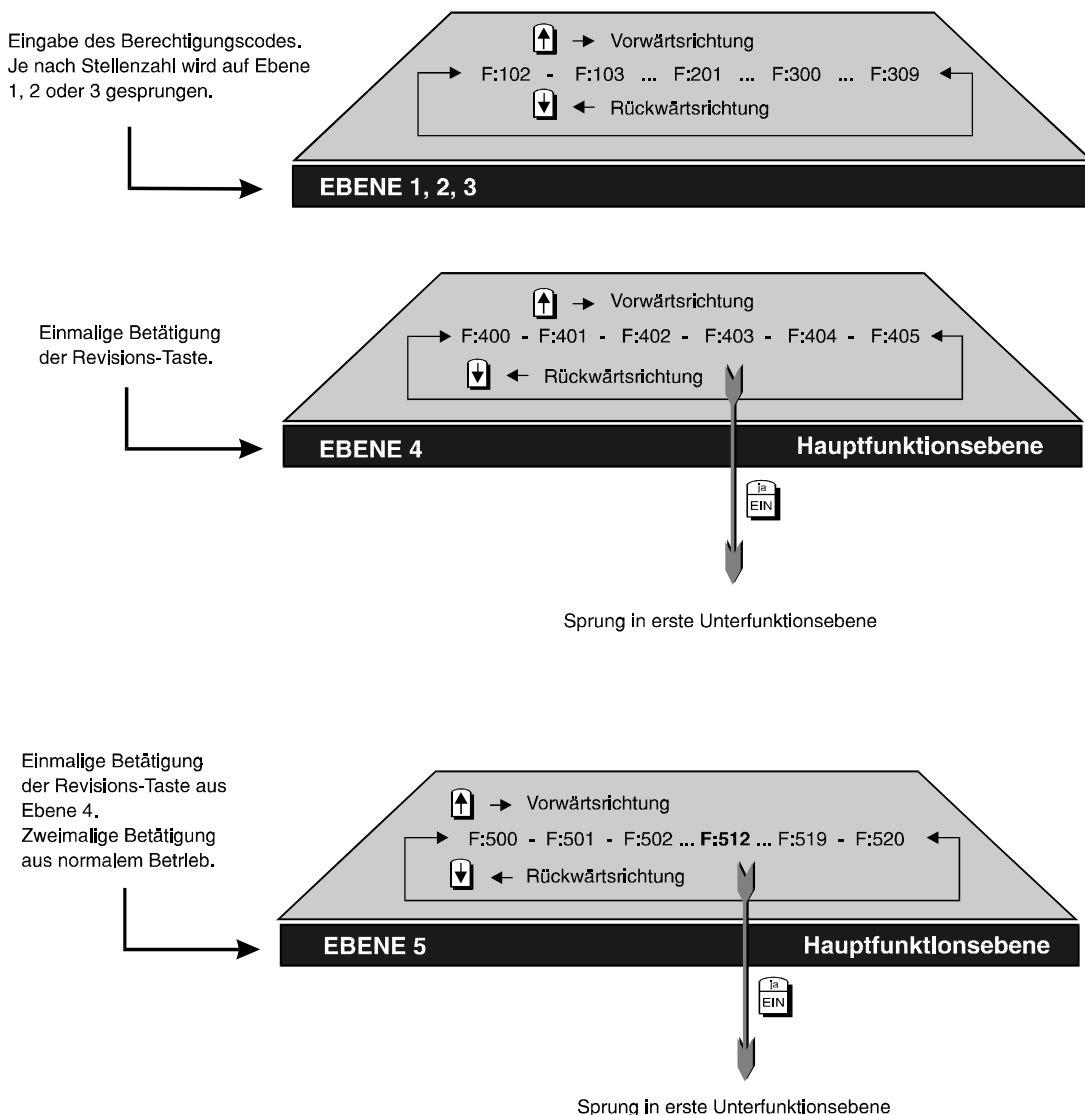 Eingabe des Berechtigungscodes.
Je nach Stellenzahl wird auf Ebene
1, 2 oder 3 gesprungen.
Vorwärtsrichtung
F:102 - F:103 ... F:201 ... F:300 ... F:309
Rückwärtsrichtung
EBENE 1, 2, 3
Einmalige Betätigung
der Revisions-Taste.
Vorwärtsrichtung
F:400 - F:401 - F:402 - F:403 - F:404 - F:405
Rückwärtsrichtung
EBENE 4 Hauptfunktionsebene
ja
EIN
Sprung in erste Unterfunktionsebene
Einmalige Betätigung
der Revisions-Taste aus
Ebene 4.
Zweimalige Betätigung
aus normalem Betrieb.
Vorwärtsrichtung
F:500 - F:501 - F:502 ... F:512 ... F:519 - F:520
Rückwärtsrichtung
EBENE 5 Hauptfunktionsebene
ja
EIN
Sprung in erste Unterfunktionsebene